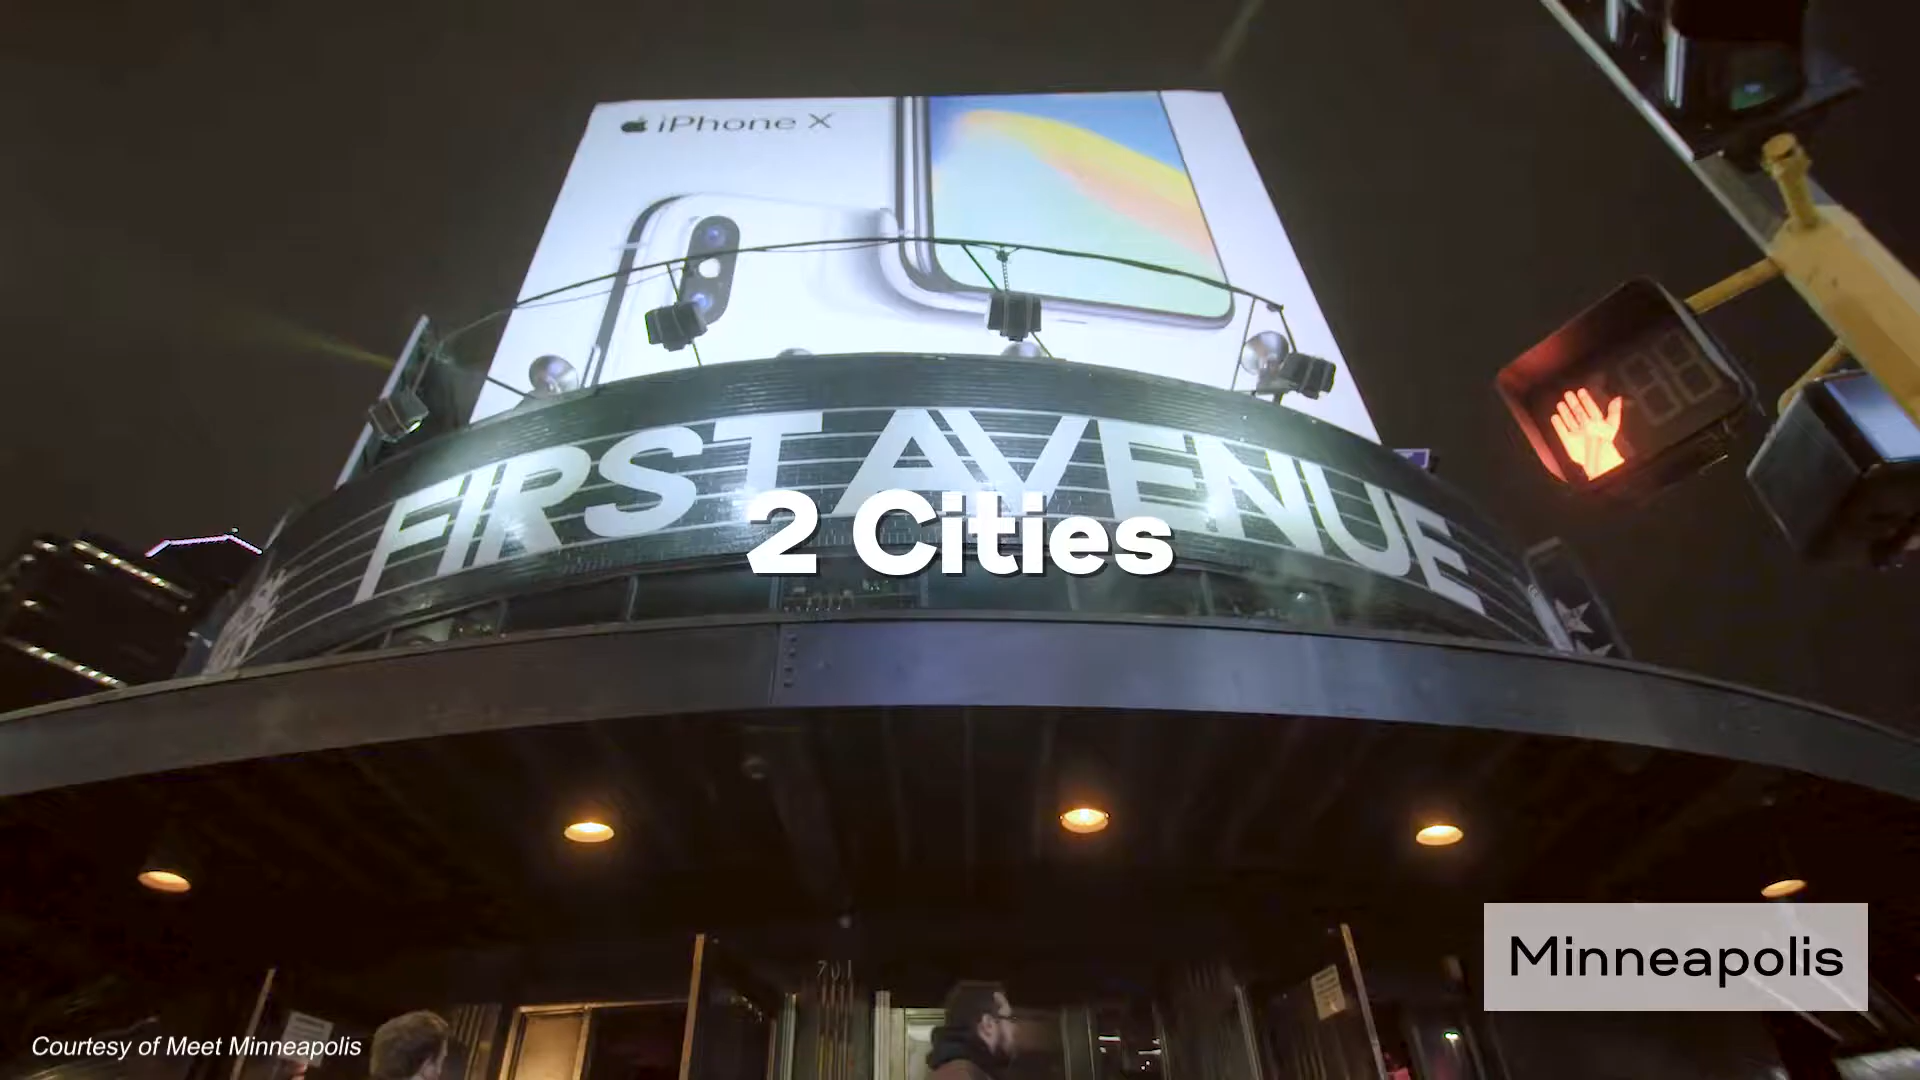 iPhone X
FIRST AVENUE
2 Cities
701
Minneapolis
Courtesy of Meet Minneapolis